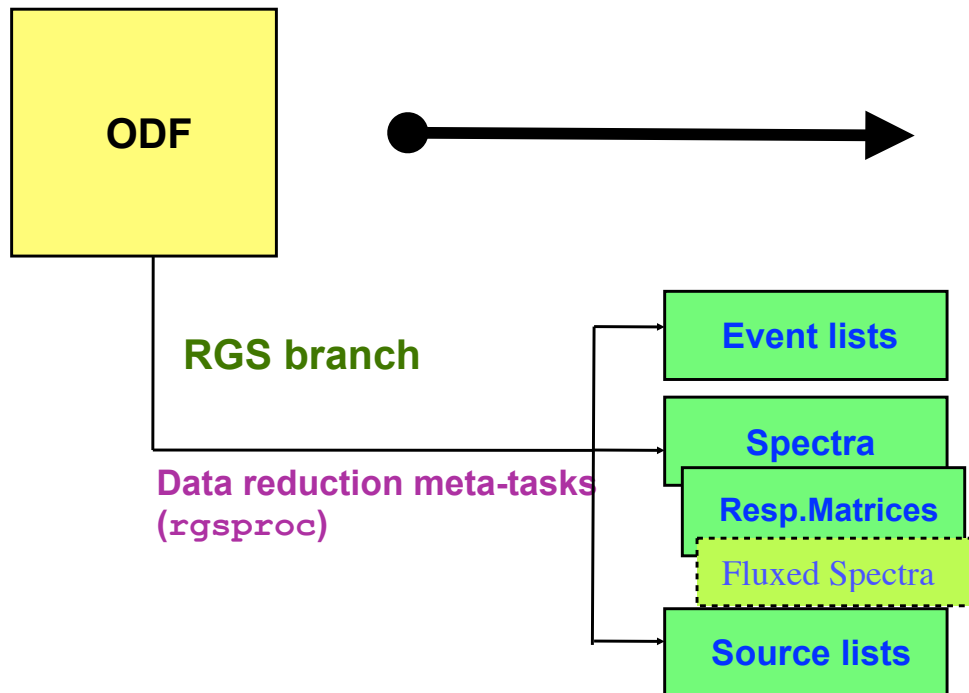 ODF
RGS branch
Data reduction meta-tasks
(rgsproc)
Event lists
Spectra
Resp.Matrices
Fluxed Spectra
Source lists